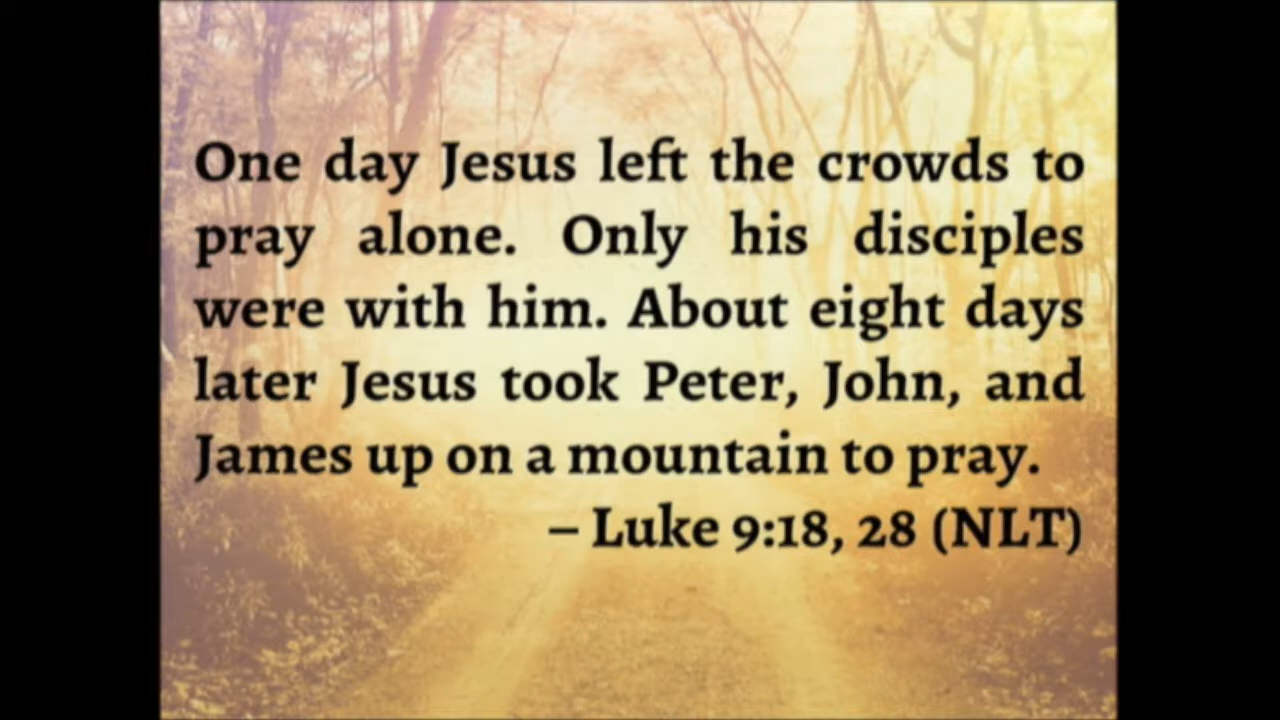 One day Jesus left the crowds to
pray alone. Only his disciples
were with him. About eight days
later Jesus took Peter, John, and
James up on a mountain to pray.
– Luke 9:18, 28 (NLT)